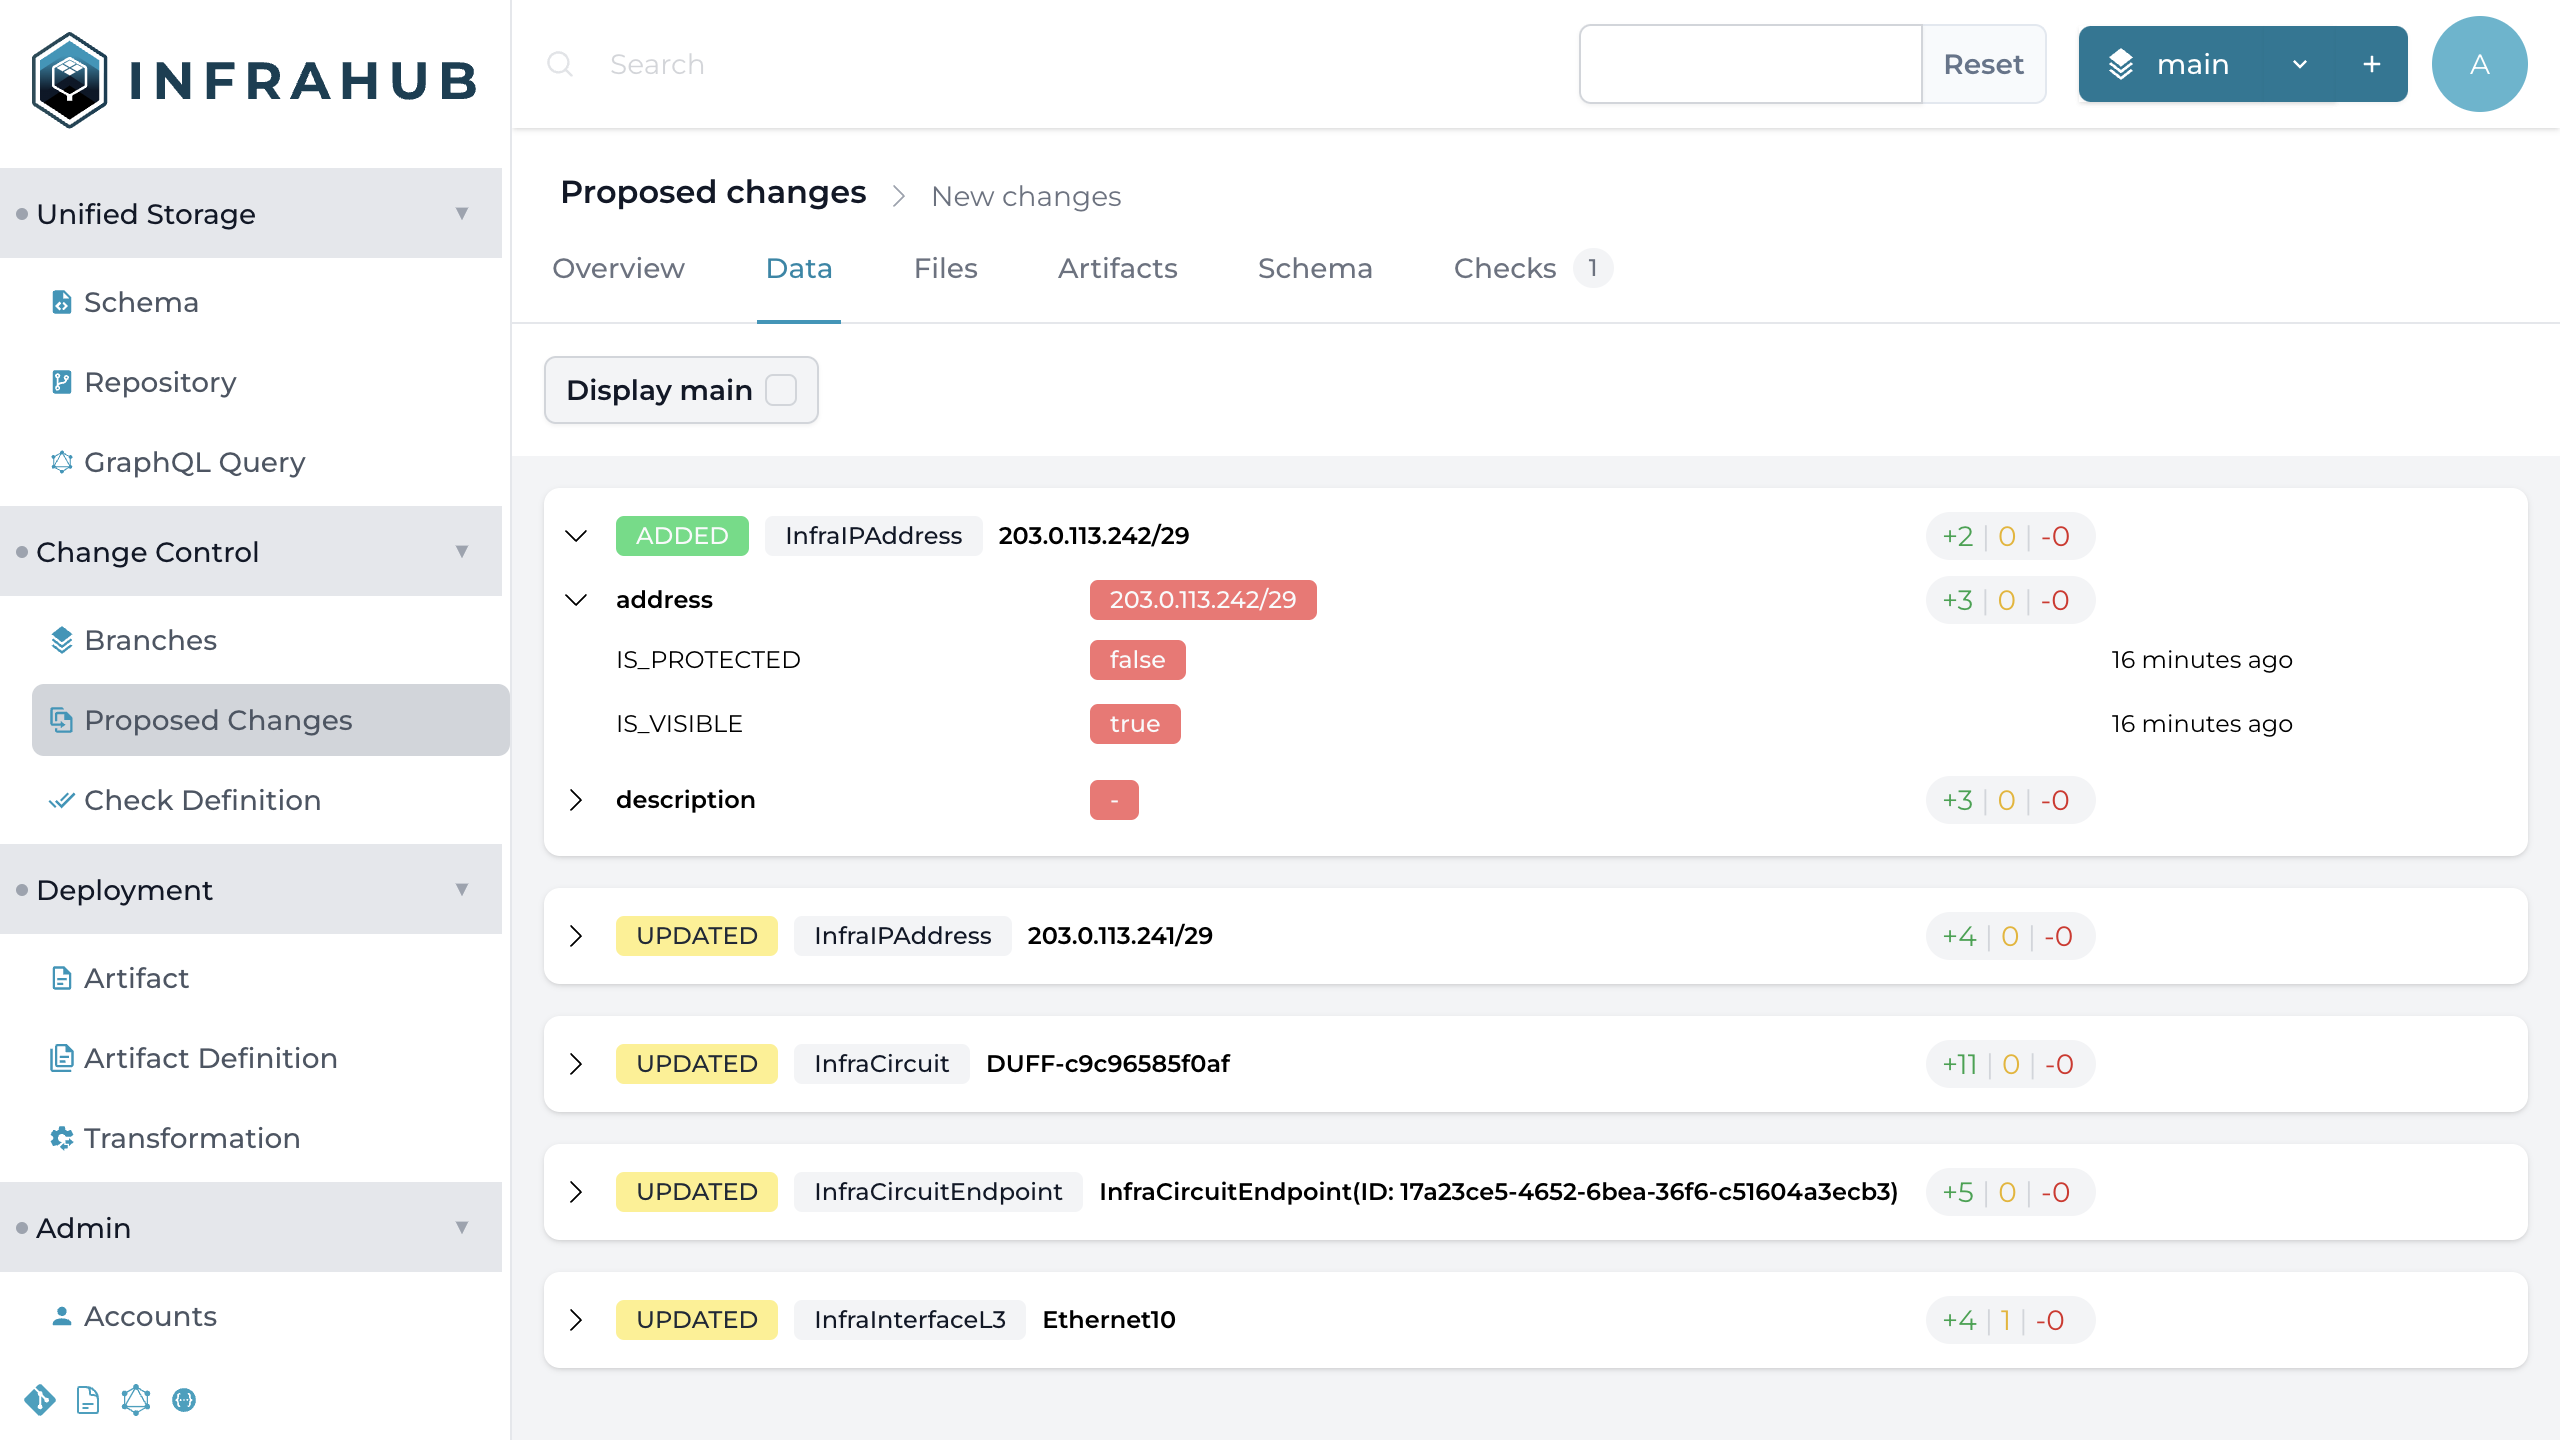 INFRAHUB
Search
Reset
main
+
A
Unified Storage
Schema
Repository
GraphQL Query
Change Control
Branches
Proposed Changes
Check Definition
Deployment
Artifact
Artifact Definition
Transformation
Admin
Accounts
Proposed changes > New changes
Overview Data Files Artifacts Schema Checks 1
Display main
ADDED InfraIPAddress 203.0.113.242/29 +2 | 0 | -0
address 203.0.113.242/29 +3 | 0 | -0
IS_PROTECTED false 16 minutes ago
IS_VISIBLE true 16 minutes ago
description - +3 | 0 | -0
UPDATED InfraIPAddress 203.0.113.241/29 +4 | 0 | -0
UPDATED InfraCircuit DUFF-c9c96585f0af +11 | 0 | -0
UPDATED InfraCircuitEndpoint InfraCircuitEndpoint(ID: 17a23ce5-4652-6bea-36f6-c51604a3ecb3) +5 | 0 | -0
UPDATED InfraInterfaceL3 Ethernet10 +4 | 1 | -0